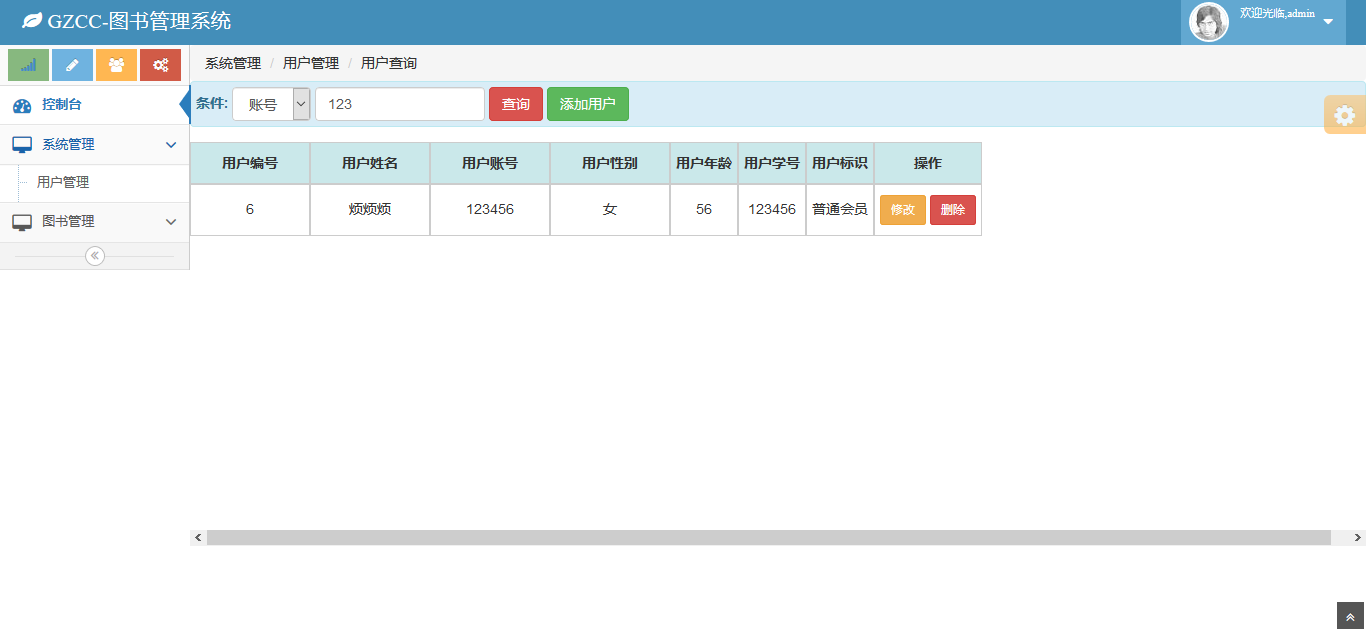 GZCC-图书管理系统
欢迎光临,admin
系统管理 / 用户管理 / 用户查询
控制台
条件: 账号 123 查询 添加用户
系统管理
用户管理
图书管理
用户编号 用户姓名 用户账号 用户性别 用户年龄 用户学号 用户标识 操作
6 烦烦烦 123456 女 56 123456 普通会员 修改 删除